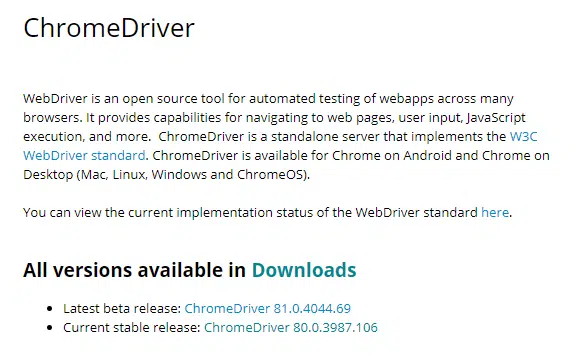 ChromeDriver
WebDriver is an open source tool for automated testing of webapps across many
browsers. It provides capabilities for navigating to web pages, user input, JavaScript
execution, and more.  ChromeDriver is a standalone server that implements the W3C
WebDriver standard. ChromeDriver is available for Chrome on Android and Chrome on
Desktop (Mac, Linux, Windows and ChromeOS).
You can view the current implementation status of the WebDriver standard here.
All versions available in Downloads
• Latest beta release: ChromeDriver 81.0.4044.69
• Current stable release: ChromeDriver 80.0.3987.106